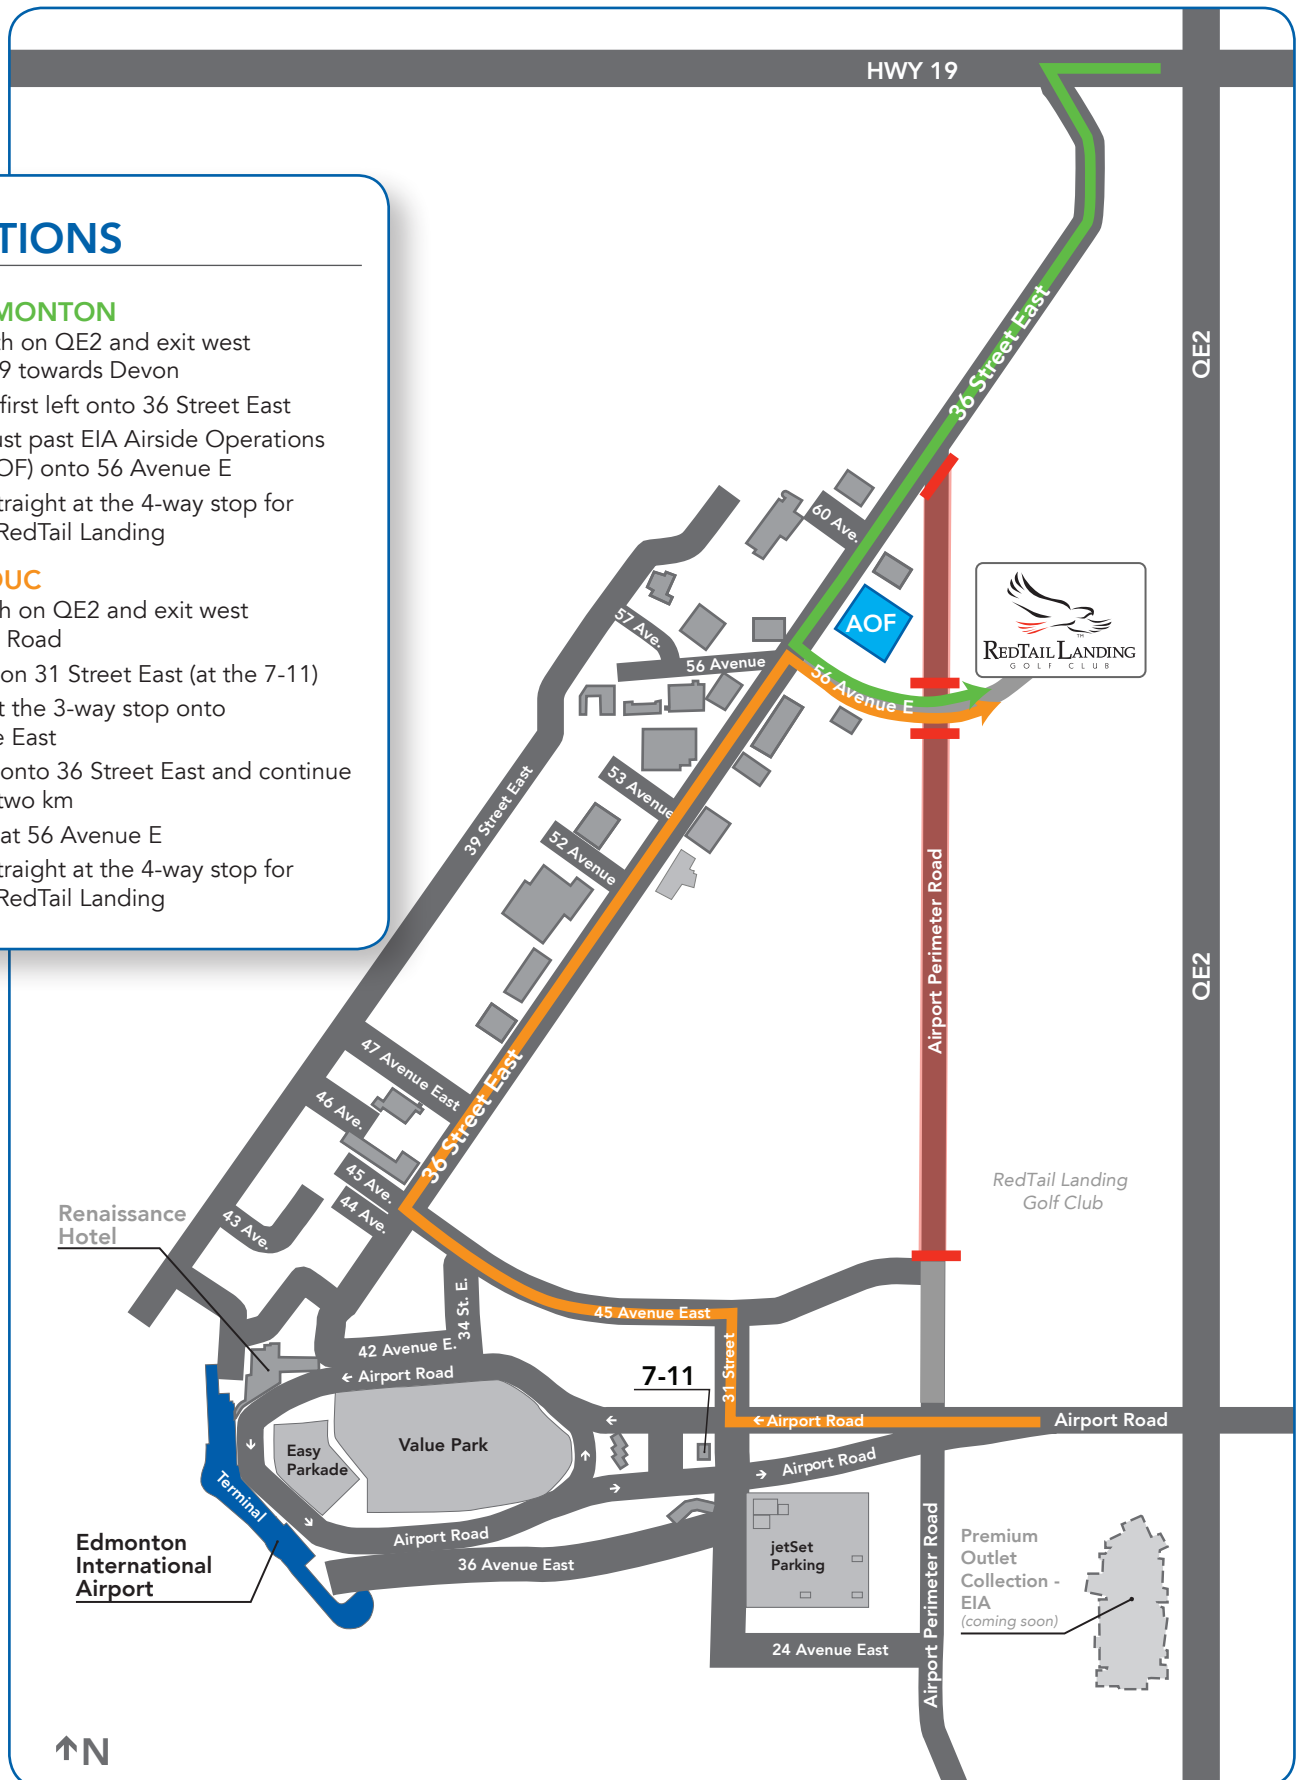 HWY 19
TIONS
MONTON
th on QE2 and exit west
9 towards Devon
first left onto 36 Street East
ust past EIA Airside Operations
OF) onto 56 Avenue E
traight at the 4-way stop for
RedTail Landing
DUC
h on QE2 and exit west
Road
on 31 Street East (at the 7-11)
t the 3-way stop onto
e East
onto 36 Street East and continue
two km
at 56 Avenue E
traight at the 4-way stop for
RedTail Landing
36 Street East
QE2
60 Ave.
AOF
57 Ave.
56 Avenue
56 Avenue E
REDTAIL LANDING
TM
GOLF CLUB
53 Avenue
52 Avenue
39 Street East
Airport Perimeter Road
QE2
47 Avenue East
46 Ave.
36 Street East
45 Ave.
44 Ave.
43 Ave.
RedTail Landing
Golf Club
Renaissance
Hotel
34 St. E.
45 Avenue East
42 Avenue E.
31 Street
← Airport Road
7-11
← Airport Road
Airport Road
Easy
Parkade
Value Park
→ Airport Road
Terminal
Airport Road
36 Avenue East
Edmonton
International
Airport
jetSet
Parking
Airport Perimeter Road
Premium
Outlet
Collection -
EIA
(coming soon)
24 Avenue East
↑N